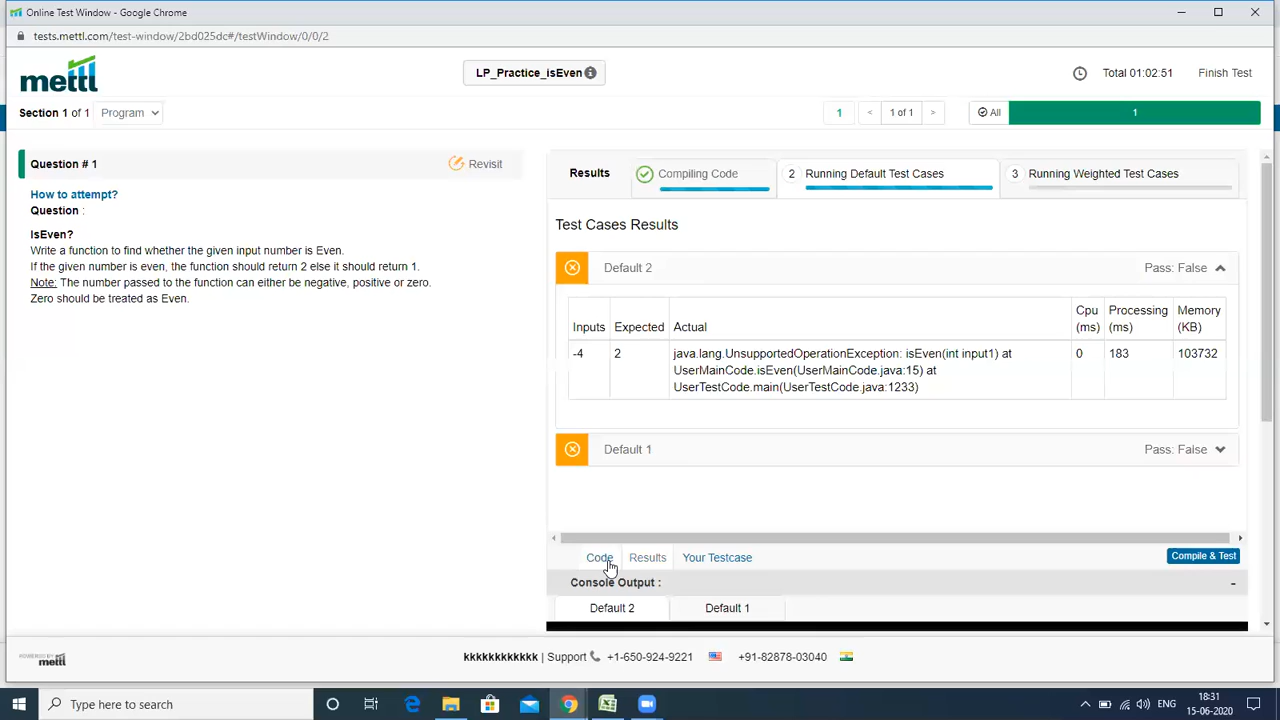 Online Test Window - Google Chrome
tests.mettl.com/test-window/2bd025dc#/testWindow/0/0/2
mettl
LP_Practice_isEven
Total 01:02:51
Finish Test
Section 1 of 1
Program
1
< 1 of 1 >
All
1
Question # 1
Revisit
How to attempt?
Question :
IsEven?
Write a function to find whether the given input number is Even.
If the given number is even, the function should return 2 else it should return 1.
Note: The number passed to the function can either be negative, positive or zero.
Zero should be treated as Even.
Results
Compiling Code
2 Running Default Test Cases
3 Running Weighted Test Cases
Test Cases Results
Default 2
Pass: False
Inputs Expected Actual Cpu (ms) Processing (ms) Memory (KB)
-4 2 java.lang.UnsupportedOperationException: isEven(int input1) at 0 183 103732
UserMainCode.isEven(UserMainCode.java:15) at
UserTestCode.main(UserTestCode.java:1233)
Default 1
Pass: False
Code Results Your Testcase
Compile & Test
Console Output :
-
Default 2 Default 1
POWERED BY mettl
kkkkkkkkkkkk | Support +1-650-924-9221 +91-82878-03040
Type here to search
ENG
18:31
15-06-2020